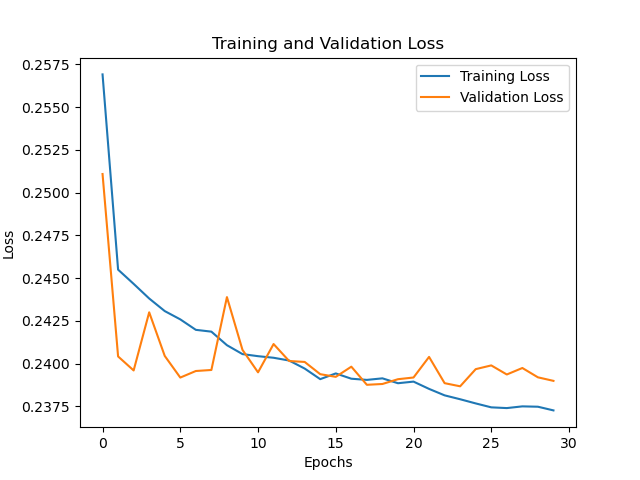 Training and Validation Loss
Training Loss
Validation Loss
0.2575
0.2550
0.2525
0.2500
0.2475
0.2450
0.2425
0.2400
0.2375
Loss
0 5 10 15 20 25 30
Epochs